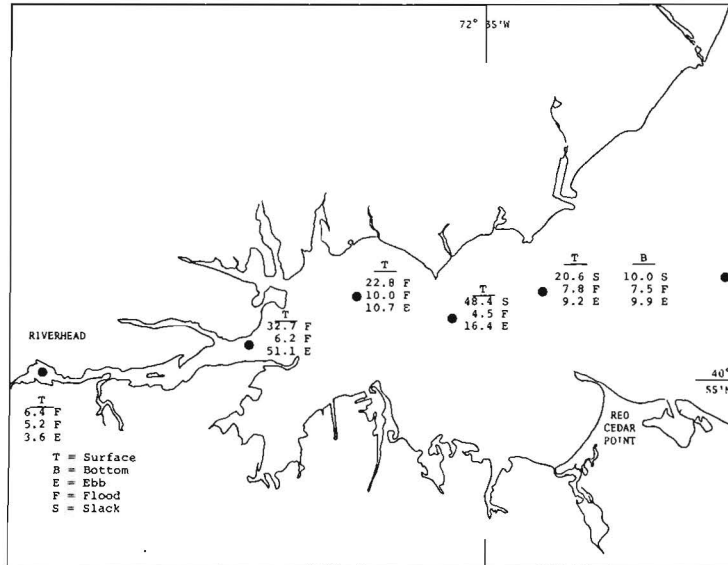 72° 35'W
T
22.8 F
10.0 F
10.7 E
T
48.4 S
4.5 F
16.4 E
T
20.6 S
7.8 F
9.2 E
B
10.0 S
7.5 F
9.9 E
T
32.7 F
6.2 F
51.1 E
RIVERHEAD
T
6.4 F
5.2 F
3.6 E
40°
55'N
RED
CEDAR
POINT
T = Surface
B = Bottom
E = Ebb
F = Flood
S = Slack